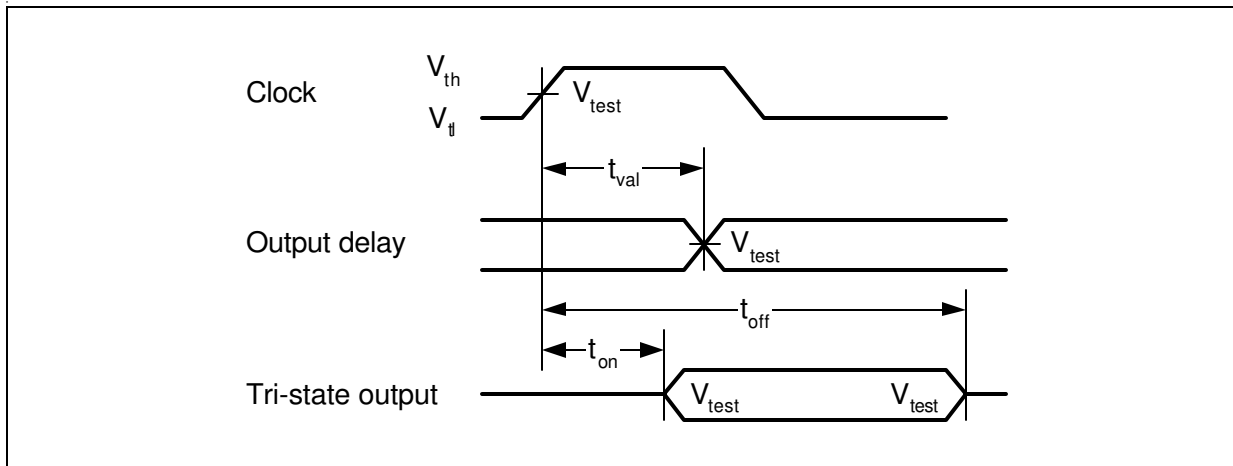 Clock
V_th
V_tl
V_test
t_val
Output delay
V_test
t_off
t_on
Tri-state output
V_test
V_test